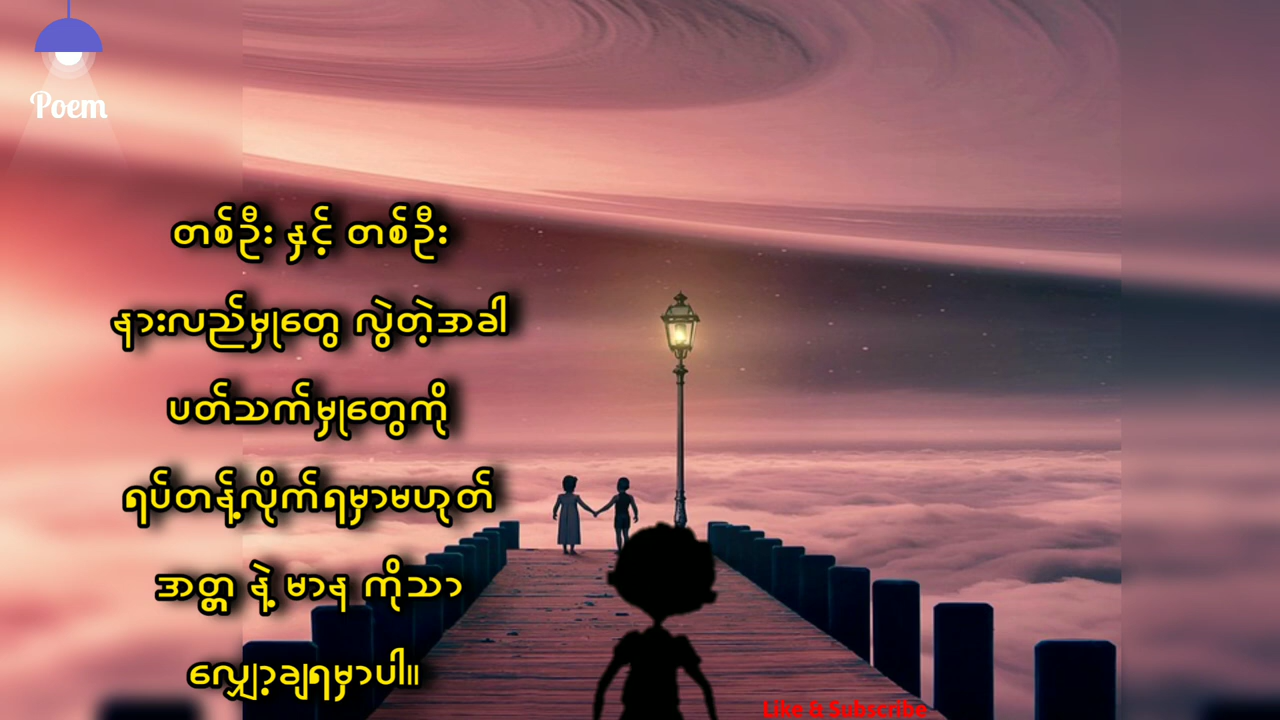 Poem
တစ်ဦး နှင့် တစ်ဦး
နားလည်မှုတွေ လွဲတဲ့အခါ
ပတ်သက်မှုတွေကို
ရပ်တန့်လိုက်ရမှာမဟုတ်
အတ္တ နဲ့ မာန ကိုသာ
လျှော့ချရမှာပါ။
Like & Subscribe